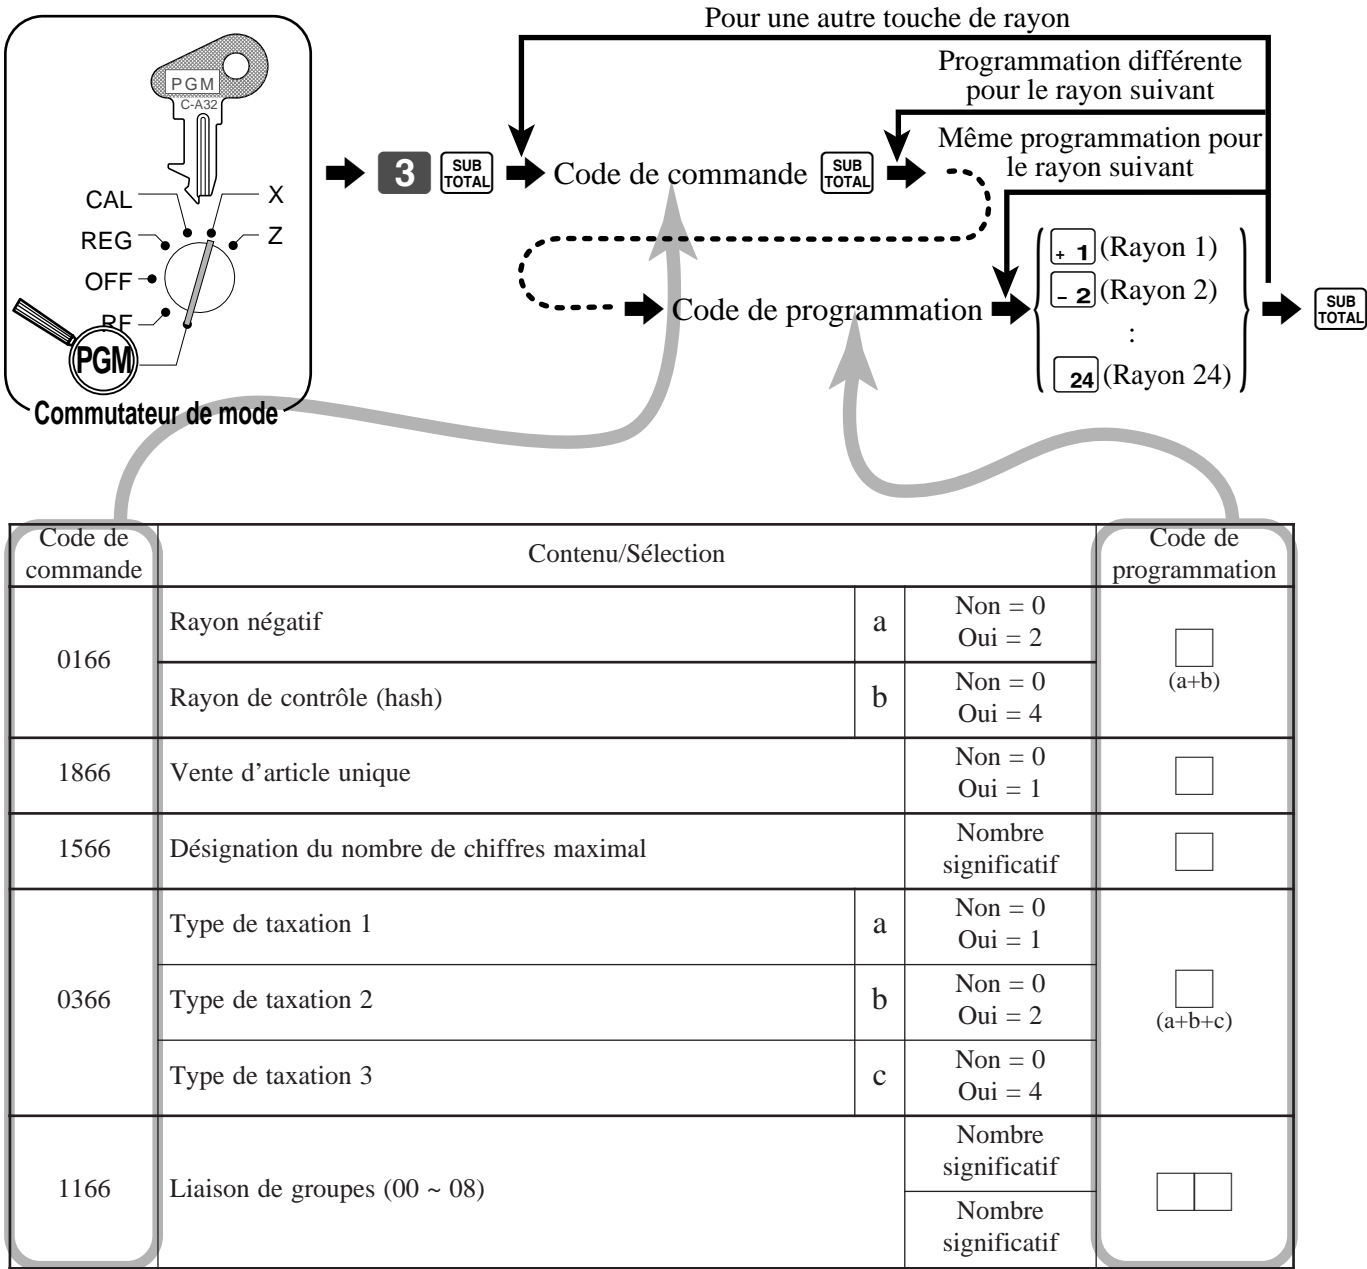 Pour une autre touche de rayon
Programmation différente
pour le rayon suivant
Même programmation pour
le rayon suivant
PGM
C-A32
CAL
X
REG
Z
OFF
RF
PGM
Commutateur de mode
3
SUB
TOTAL
Code de commande
SUB
TOTAL
Code de programmation
+ 1 (Rayon 1)
- 2 (Rayon 2)
:
24 (Rayon 24)
SUB
TOTAL
Code de
commande
Contenu/Sélection
Code de
programmation
0166
Rayon négatif
a
Non = 0
Oui = 2
Rayon de contrôle (hash)
b
Non = 0
Oui = 4
(a+b)
1866
Vente d’article unique
Non = 0
Oui = 1
1566
Désignation du nombre de chiffres maximal
Nombre
significatif
0366
Type de taxation 1
a
Non = 0
Oui = 1
Type de taxation 2
b
Non = 0
Oui = 2
Type de taxation 3
c
Non = 0
Oui = 4
(a+b+c)
1166
Liaison de groupes (00 ~ 08)
Nombre
significatif
Nombre
significatif